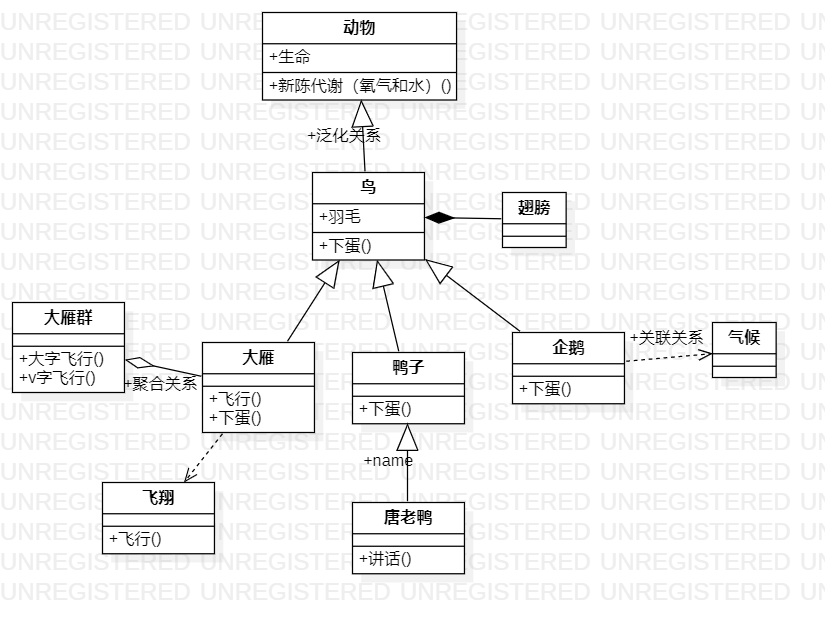 动物
+生命
+新陈代谢（氧气和水）()
+泛化关系
鸟
+羽毛
+下蛋()
翅膀
大雁群
+大字飞行()
+v字飞行()
+聚合关系
大雁
+飞行()
+下蛋()
鸭子
+下蛋()
企鹅
+下蛋()
+关联关系
气候
+name
飞翔
+飞行()
唐老鸭
+讲话()
UNREGISTERED UNREGISTERED UNREGISTERED UNREGISTERED